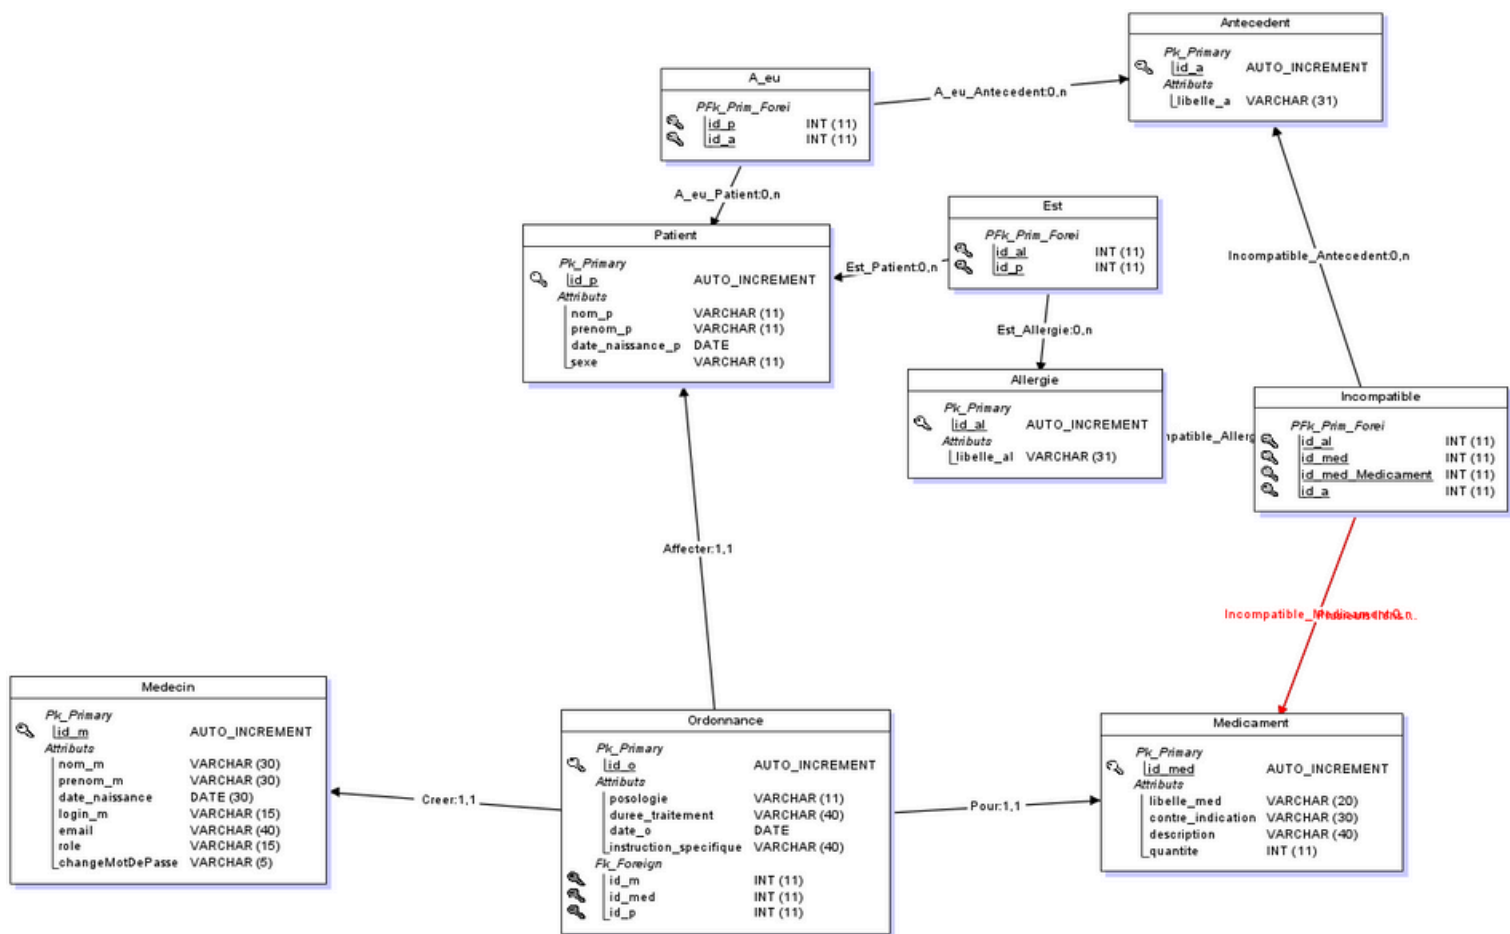 Antecedent
Pk_Primary
id_a AUTO_INCREMENT
Attributs
libelle_a VARCHAR (31)
A_eu
PFk_Prim_Forei
id_p INT (11)
id_a INT (11)
A_eu_Antecedent:0,n
A_eu_Patient:0,n
Est
PFk_Prim_Forei
id_al INT (11)
id_p INT (11)
Patient
Pk_Primary
id_p AUTO_INCREMENT
Attributs
nom_p VARCHAR (11)
prenom_p VARCHAR (11)
date_naissance_p DATE
sexe VARCHAR (11)
Est_Patient:0,n
Incompatible_Antecedent:0,n
Est_Allergie:0,n
Allergie
Pk_Primary
id_al AUTO_INCREMENT
Attributs
libelle_al VARCHAR (31)
npatible_Allerg
Incompatible
PFk_Prim_Forei
id_al INT (11)
id_med INT (11)
id_med_Medicament INT (11)
id_a INT (11)
Affecter:1,1
Incompatible_Medicament:0,n
Medecin
Pk_Primary
id_m AUTO_INCREMENT
Attributs
nom_m VARCHAR (30)
prenom_m VARCHAR (30)
date_naissance DATE (30)
login_m VARCHAR (15)
email VARCHAR (40)
role VARCHAR (15)
changeMotDePasse VARCHAR (5)
Creer:1,1
Ordonnance
Pk_Primary
id_o AUTO_INCREMENT
Attributs
posologie VARCHAR (11)
duree_traitement VARCHAR (40)
date_o DATE
instruction_specifique VARCHAR (40)
Fk_Foreign
id_m INT (11)
id_med INT (11)
id_p INT (11)
Pour:1,1
Medicament
Pk_Primary
id_med AUTO_INCREMENT
Attributs
libelle_med VARCHAR (20)
contre_indication VARCHAR (30)
description VARCHAR (40)
quantite INT (11)